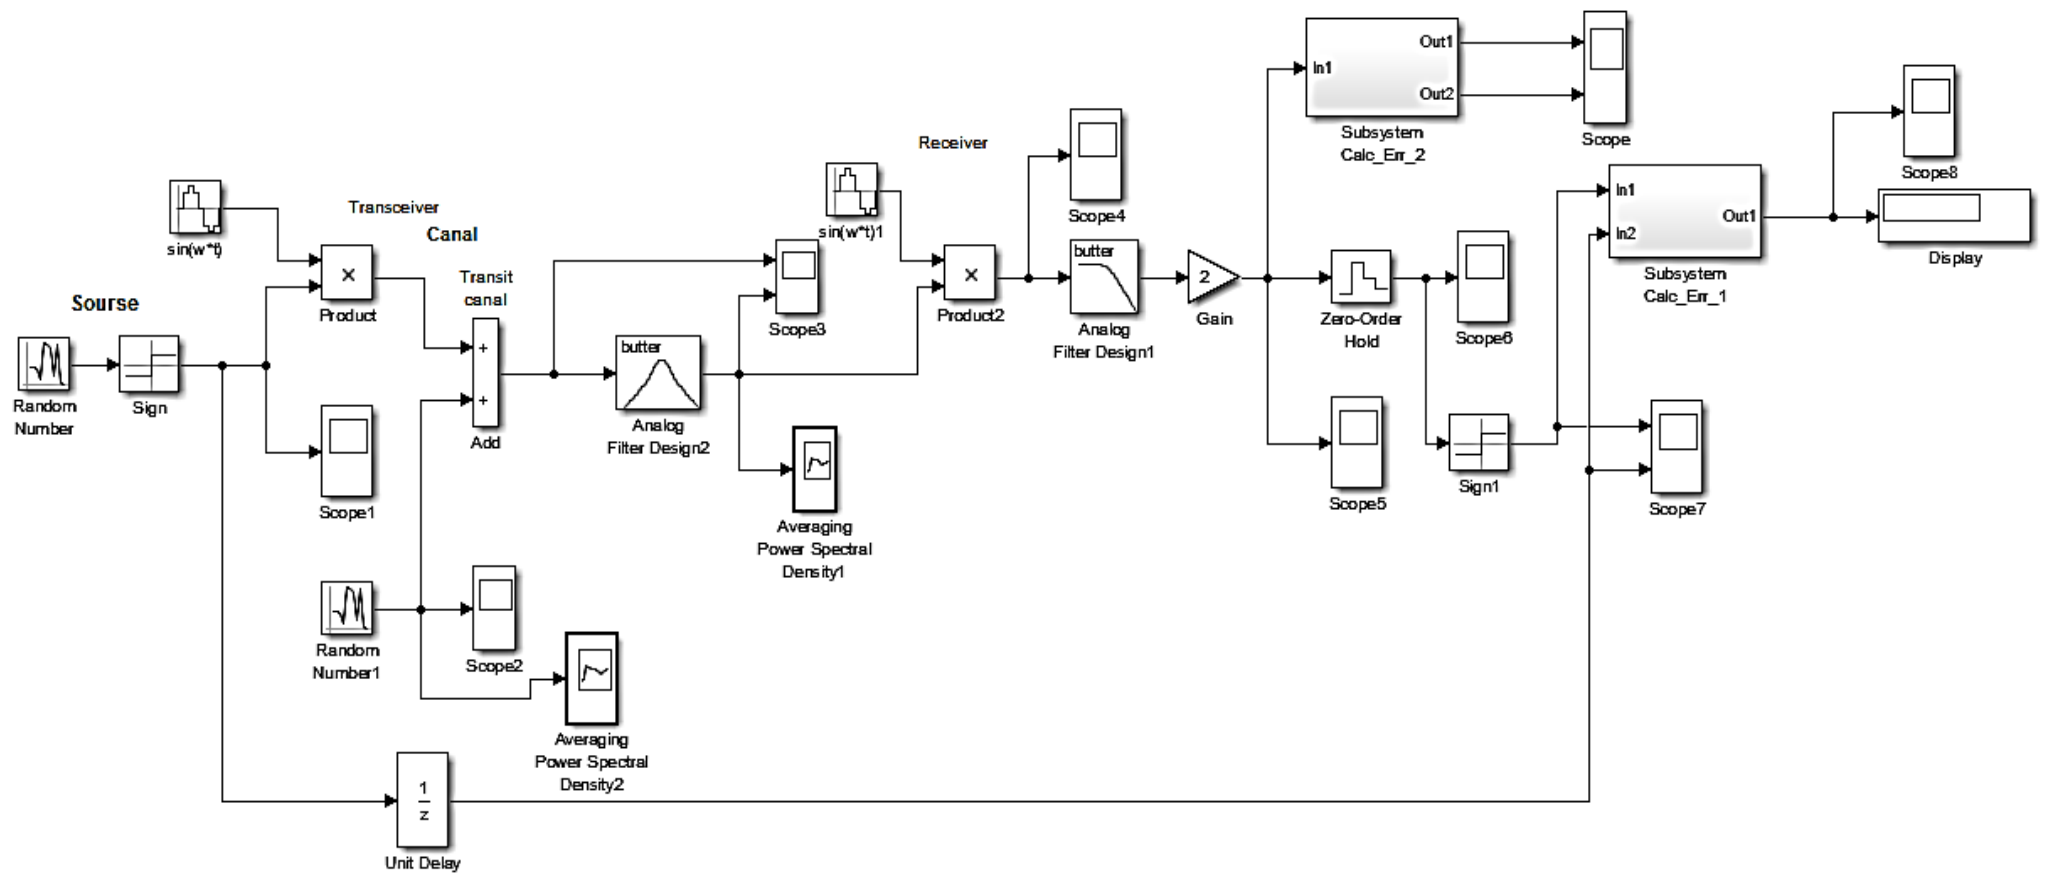 Sourse
Random
Number
Sign
sin(w*t)
Transceiver
Canal
×
Product
Transit
canal
+
+
Add
Scope1
Random
Number1
Scope2
Averaging
Power Spectral
Density2
1
z
Unit Delay
butter
Analog
Filter Design2
Scope3
Averaging
Power Spectral
Density1
Receiver
sin(w*t)1
×
Product2
Scope4
butter
Analog
Filter Design1
2
Gain
In1
Out1
Out2
Subsystem
Calc_Err_2
Scope
Zero-Order
Hold
Scope6
Scope5
Sign1
Scope7
In1
In2
Out1
Subsystem
Calc_Err_1
Scope8
Display